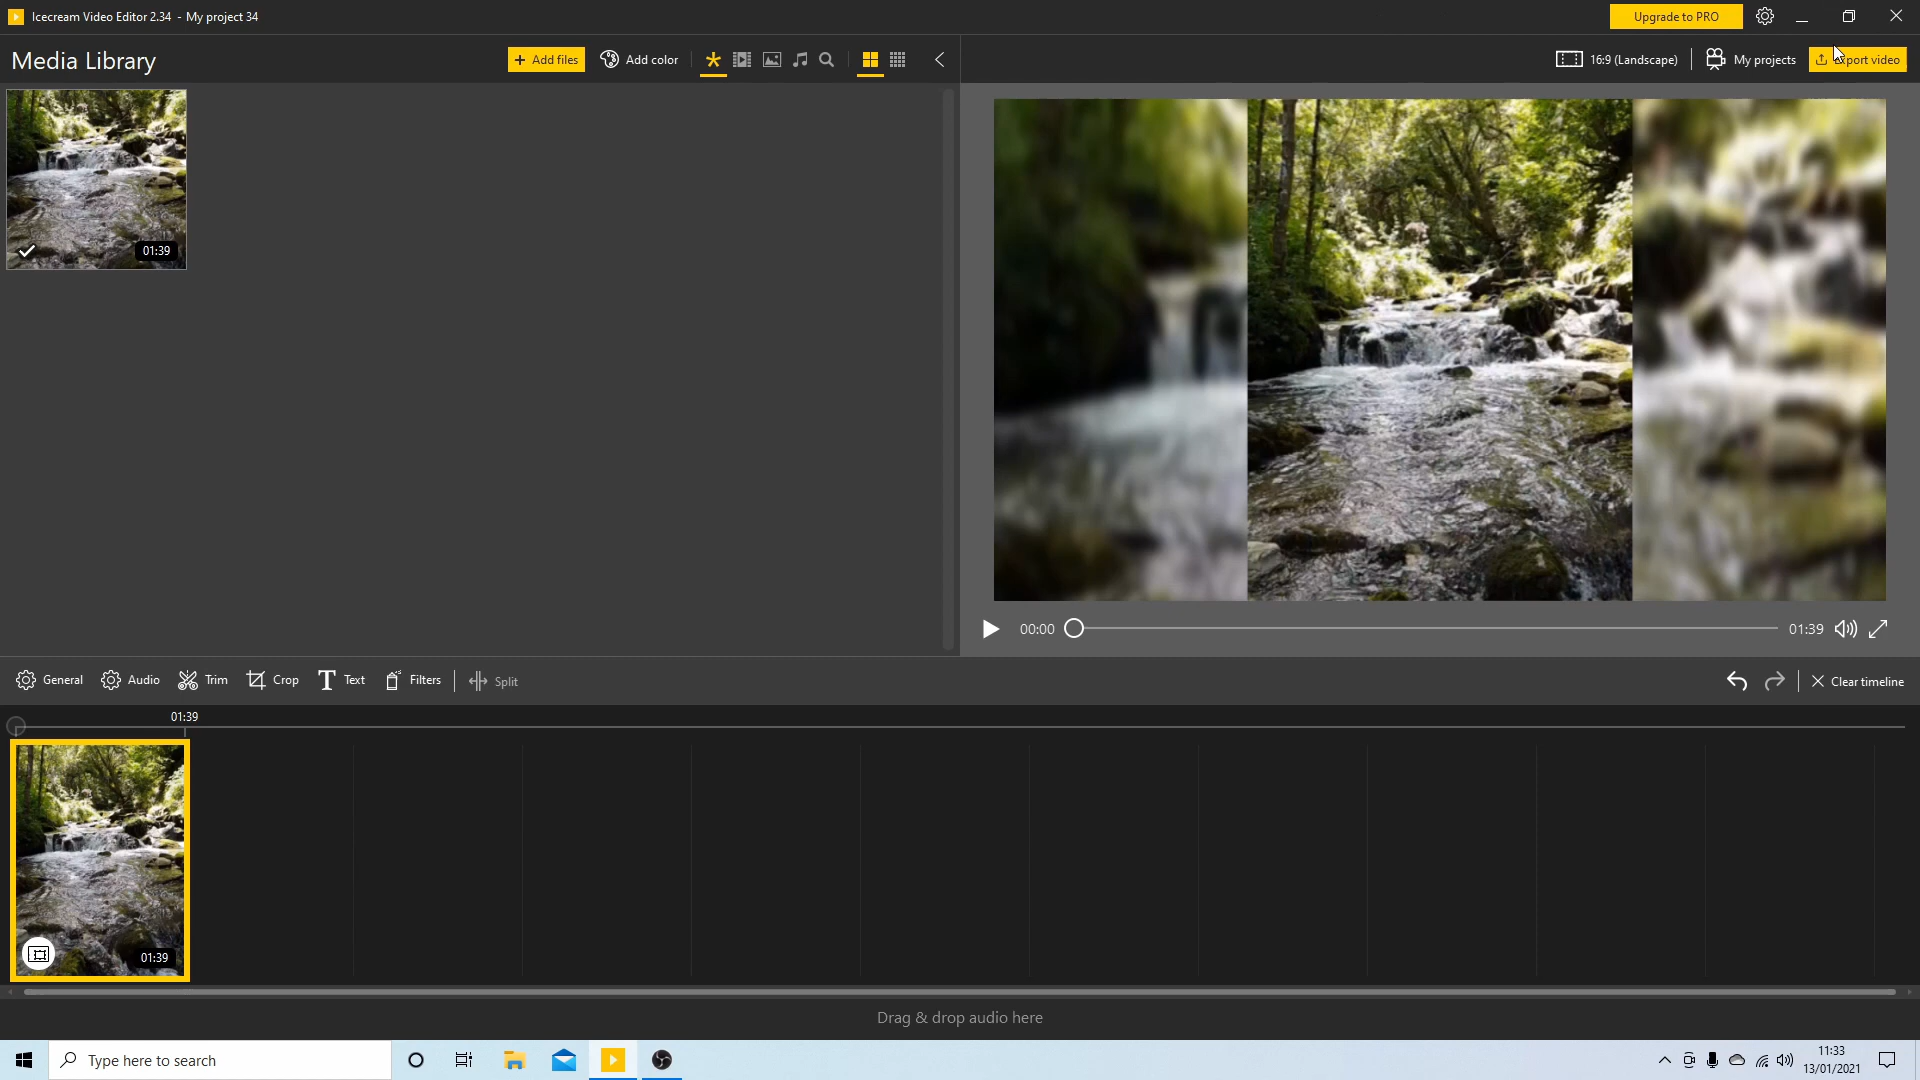 Icecream Video Editor 2.34 - My project 34
Upgrade to PRO
Media Library
Add files
Add color
16:9 (Landscape)
My projects
port video
01:39
00:00
01:39
General
Audio
Trim
Crop
Text
Filters
Split
Clear timeline
01:39
01:39
Drag & drop audio here
Type here to search
11:33
13/01/2021